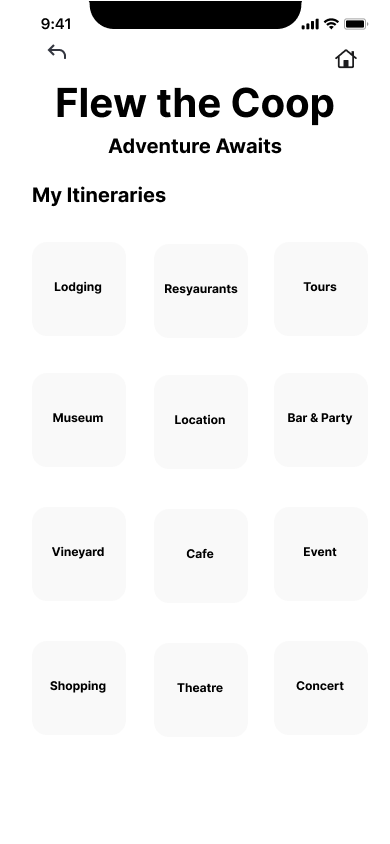 9:41
Flew the Coop
Adventure Awaits
My Itineraries
Lodging
Resyaurants
Tours
Museum
Location
Bar & Party
Vineyard
Cafe
Event
Shopping
Theatre
Concert